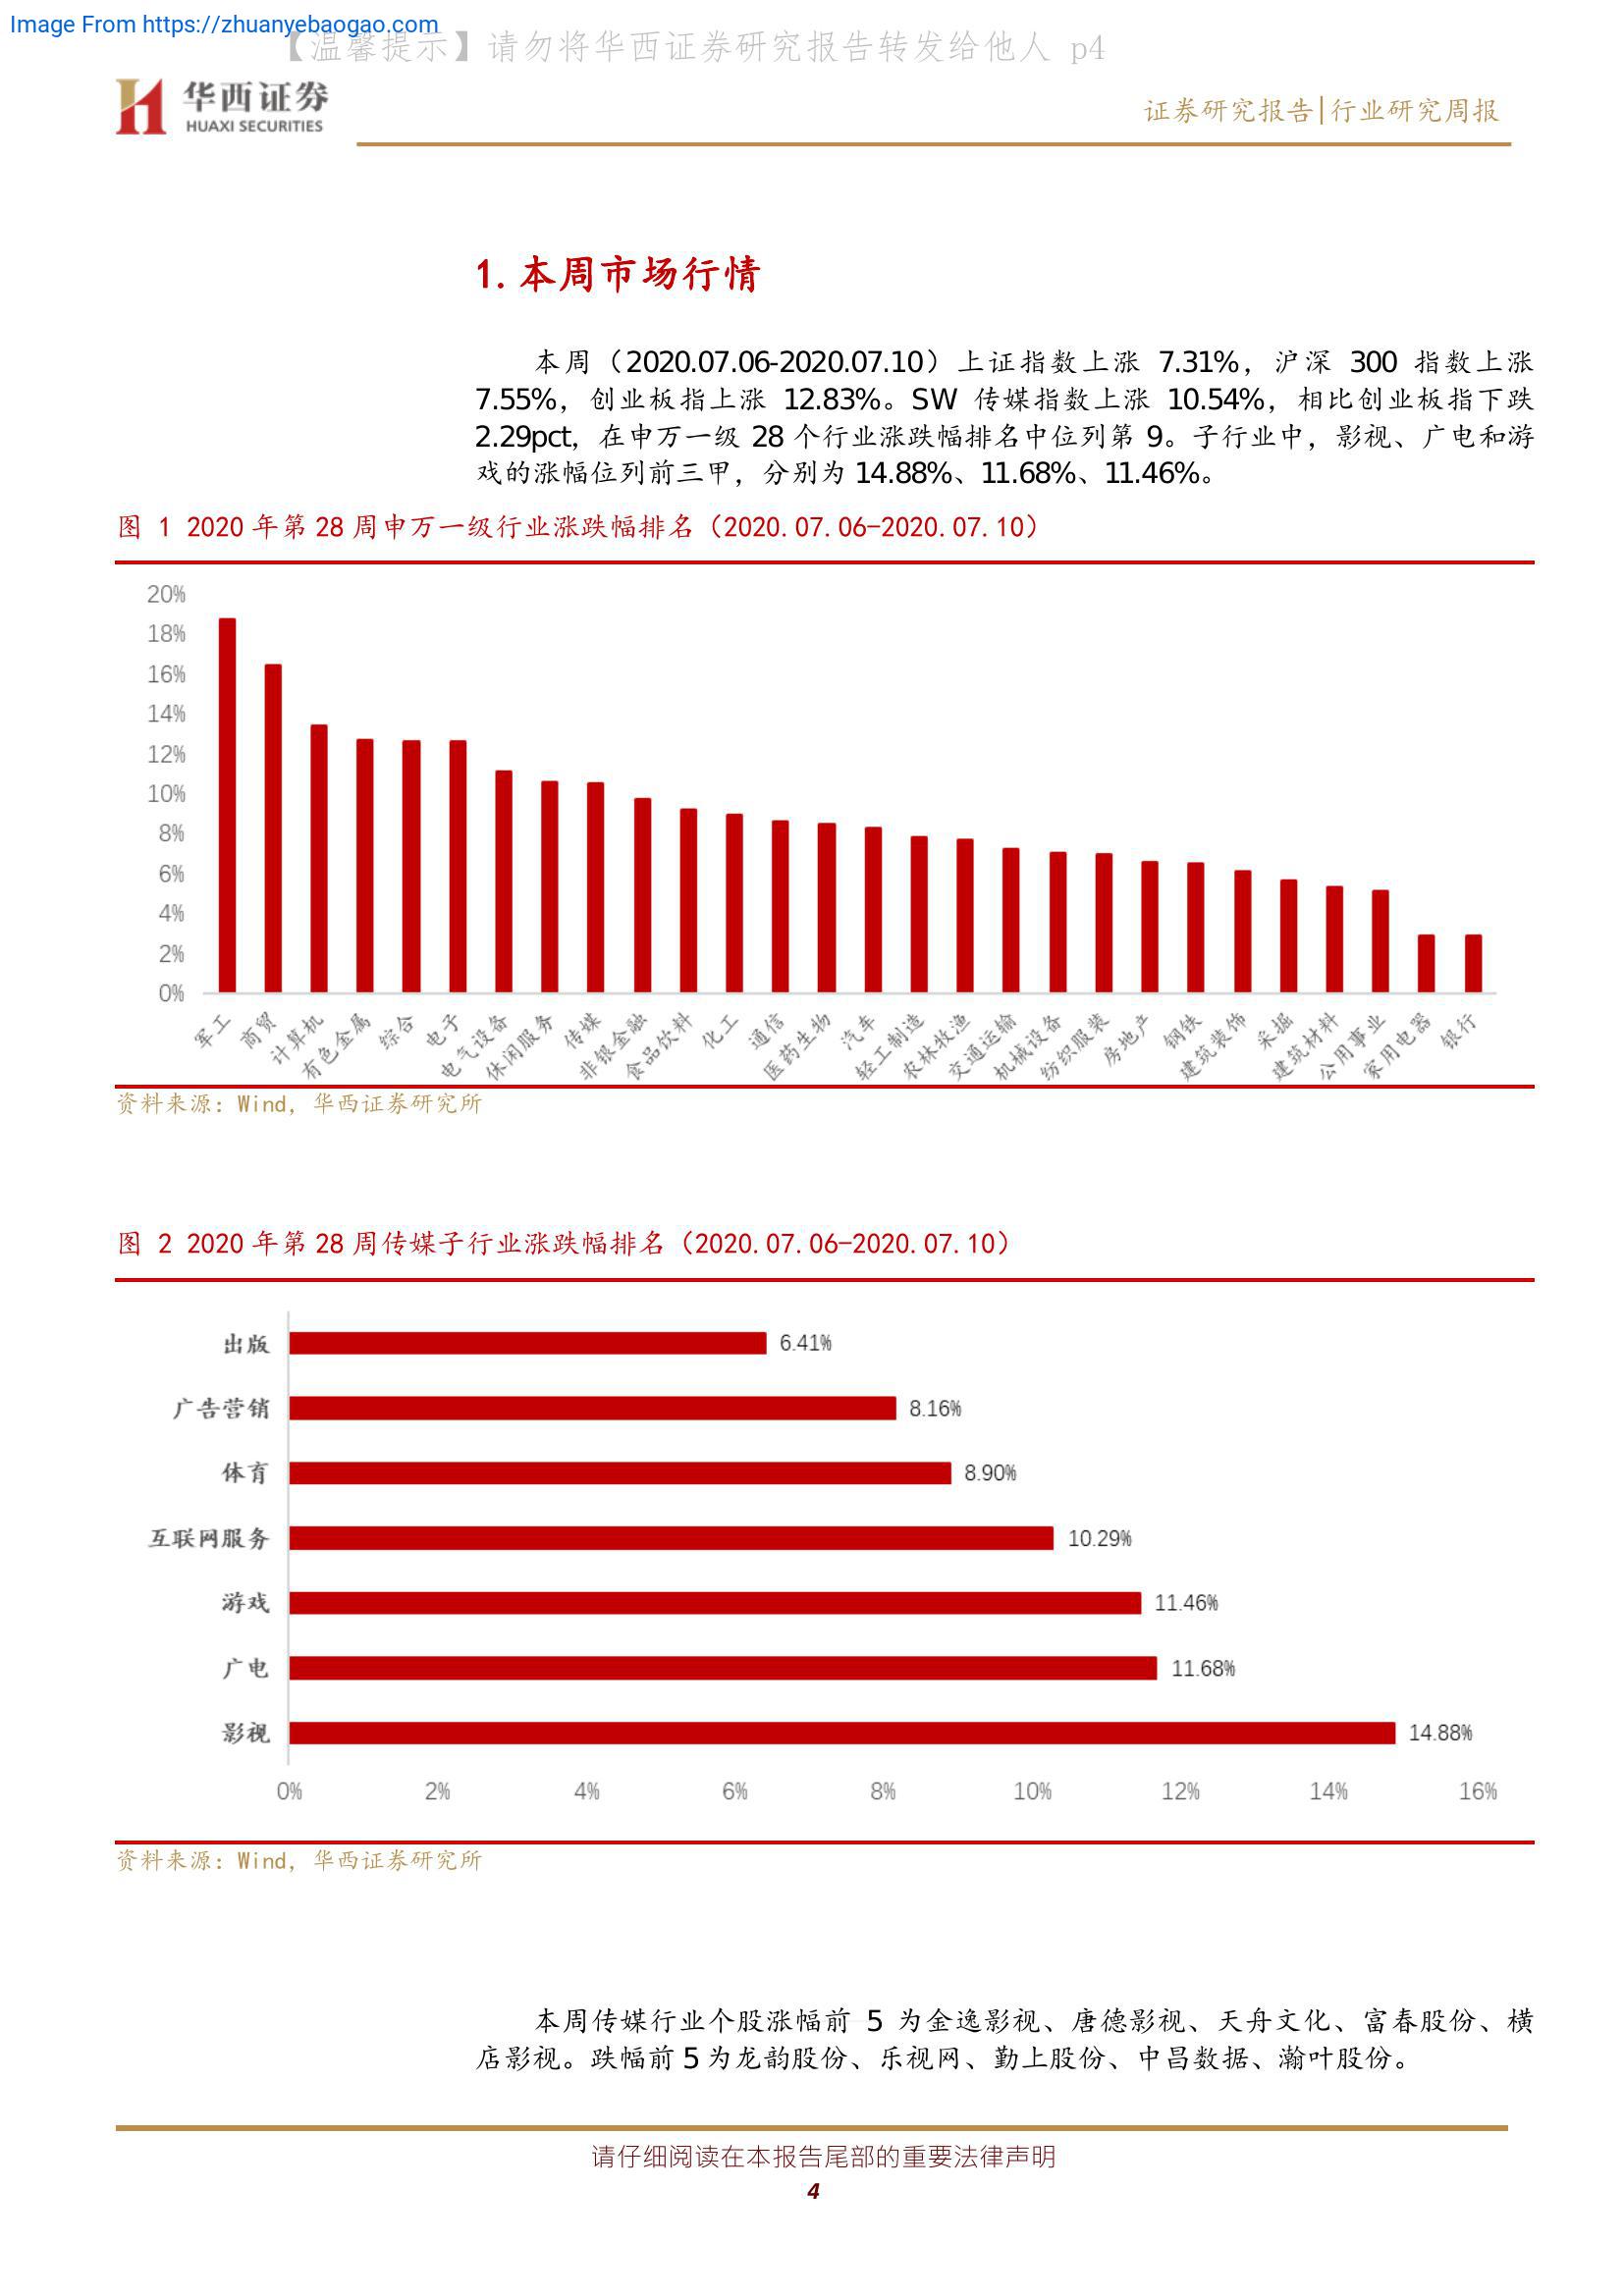 Image From https://zhuanyebaogao.com
【温馨提示】请勿将华西证券研究报告转发给他人 p4
华西证券
HUAXI SECURITIES
证券研究报告|行业研究周报
1.本周市场行情
本周（2020.07.06-2020.07.10）上证指数上涨 7.31%，沪深 300 指数上涨
7.55%，创业板指上涨 12.83%。SW 传媒指数上涨 10.54%，相比创业板指下跌
2.29pct，在申万一级 28 个行业涨跌幅排名中位列第 9。子行业中，影视、广电和游
戏的涨幅位列前三甲，分别为 14.88%、11.68%、11.46%。
图 1 2020 年第 28 周申万一级行业涨跌幅排名（2020.07.06-2020.07.10）
20%
18%
16%
14%
12%
10%
8%
6%
4%
2%
0%
军工
商贸
计算机
有色金属
综合
电子
电气设备
休闲服务
传媒
非银金融
食品饮料
化工
通信
医药生物
汽车
轻工制造
农林牧渔
交通运输
机械设备
纺织服装
房地产
钢铁
建筑装饰
采掘
建筑材料
公用事业
家用电器
银行
资料来源：Wind，华西证券研究所
图 2 2020 年第 28 周传媒子行业涨跌幅排名（2020.07.06-2020.07.10）
出版 6.41%
广告营销 8.16%
体育 8.90%
互联网服务 10.29%
游戏 11.46%
广电 11.68%
影视 14.88%
0% 2% 4% 6% 8% 10% 12% 14% 16%
资料来源：Wind，华西证券研究所
本周传媒行业个股涨幅前 5 为金逸影视、唐德影视、天舟文化、富春股份、横
店影视。跌幅前 5 为龙韵股份、乐视网、勤上股份、中昌数据、瀚叶股份。
请仔细阅读在本报告尾部的重要法律声明
4